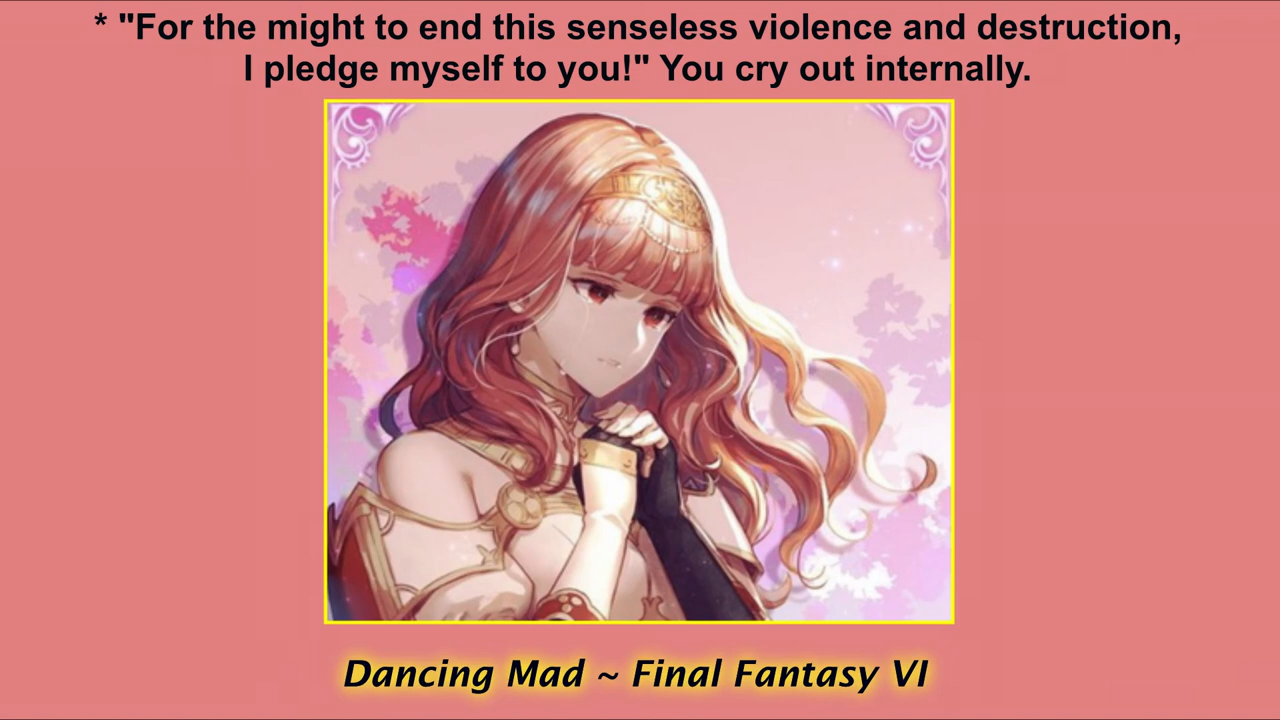 * "For the might to end this senseless violence and destruction,
I pledge myself to you!" You cry out internally.
Dancing Mad ~ Final Fantasy VI